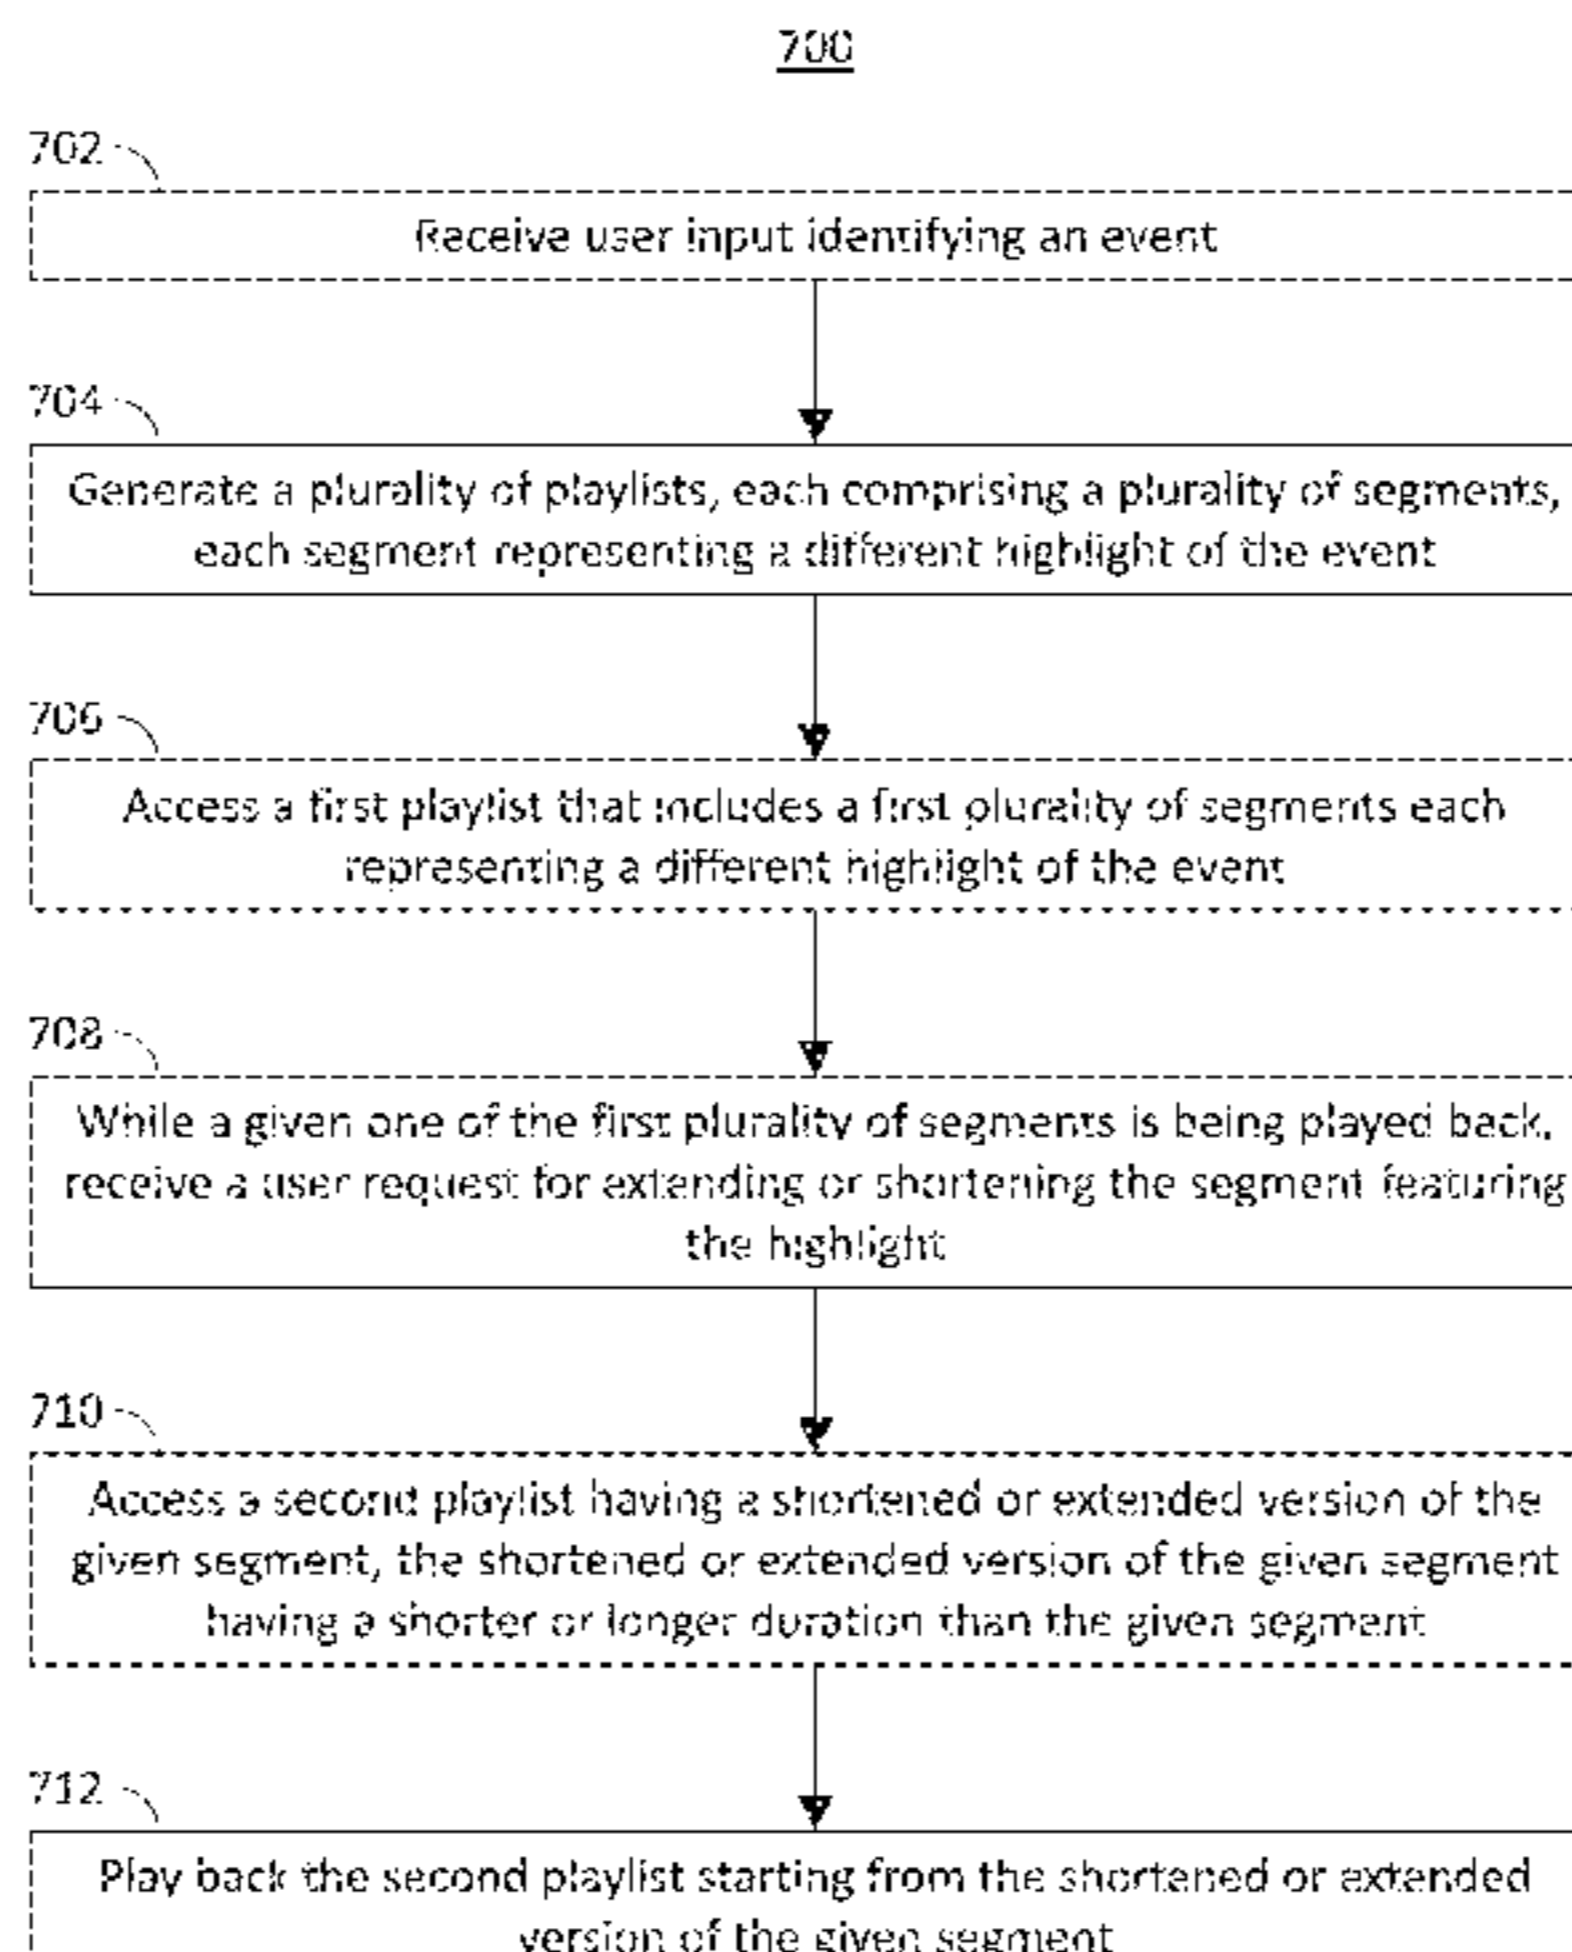 700
702
Receive user input identifying an event
704
Generate a plurality of playlists, each comprising a plurality of segments,
each segment representing a different highlight of the event
706
Access a first playlist that includes a first plurality of segments each
representing a different highlight of the event
708
While a given one of the first plurality of segments is being played back,
receive a user request for extending or shortening the segment featuring
the highlight
710
Access a second playlist having a shortened or extended version of the
given segment, the shortened or extended version of the given segment
having a shorter or longer duration than the given segment
712
Play back the second playlist starting from the shortened or extended
version of the given segment